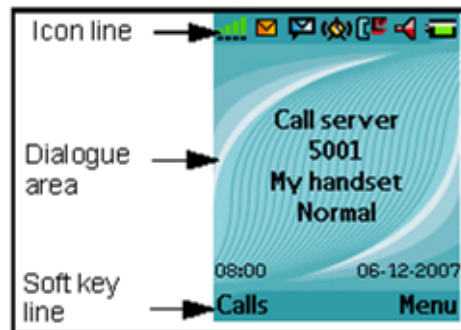 Icon line
Call server
5001
Dialogue
area
My handset
Normal
08:00 06-12-2007
Soft key
line
Calls Menu